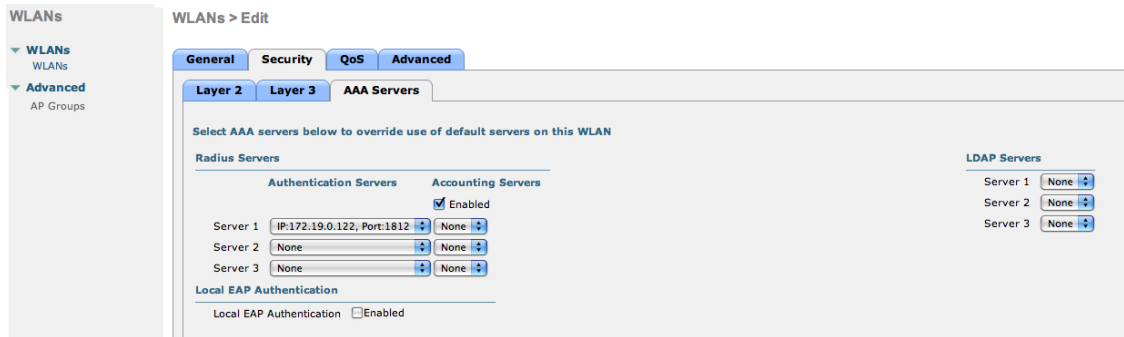 WLANs
WLANs > Edit
WLANs
WLANs
Advanced
AP Groups
General Security QoS Advanced
Layer 2 Layer 3 AAA Servers
Select AAA servers below to override use of default servers on this WLAN
Radius Servers
LDAP Servers
Authentication Servers Accounting Servers
Enabled
Server 1 IP:172.19.0.122, Port:1812 None
Server 2 None None
Server 3 None None
Server 1 None
Server 2 None
Server 3 None
Local EAP Authentication
Local EAP Authentication Enabled